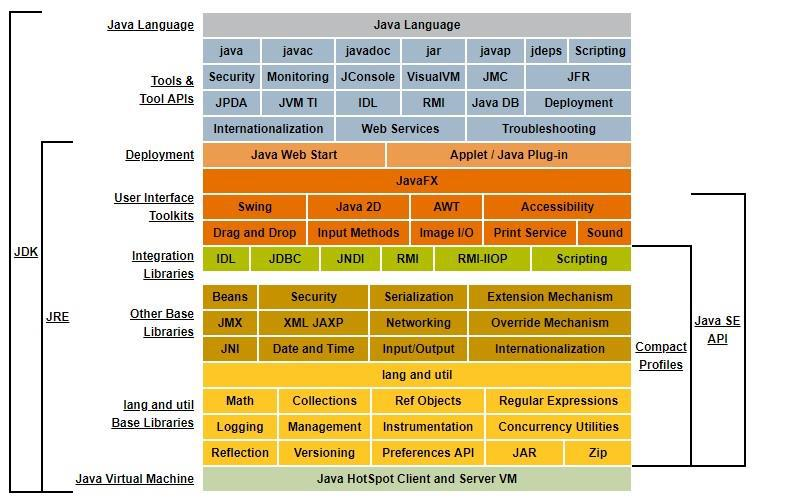 Java Language
Java Language
java javac javadoc jar javap jdeps Scripting
Tools &
Tool APIs
Security Monitoring JConsole VisualVM JMC JFR
JPDA JVM TI IDL RMI Java DB Deployment
Internationalization Web Services Troubleshooting
Deployment
Java Web Start Applet / Java Plug-in
JavaFX
User Interface
Toolkits
Swing Java 2D AWT Accessibility
Drag and Drop Input Methods Image I/O Print Service Sound
Integration
Libraries
IDL JDBC JNDI RMI RMI-IIOP Scripting
JDK
JRE
Other Base
Libraries
Beans Security Serialization Extension Mechanism
JMX XML JAXP Networking Override Mechanism
JNI Date and Time Input/Output Internationalization
Java SE
API
Compact
Profiles
lang and util
lang and util
Base Libraries
Math Collections Ref Objects Regular Expressions
Logging Management Instrumentation Concurrency Utilities
Reflection Versioning Preferences API JAR Zip
Java Virtual Machine
Java HotSpot Client and Server VM